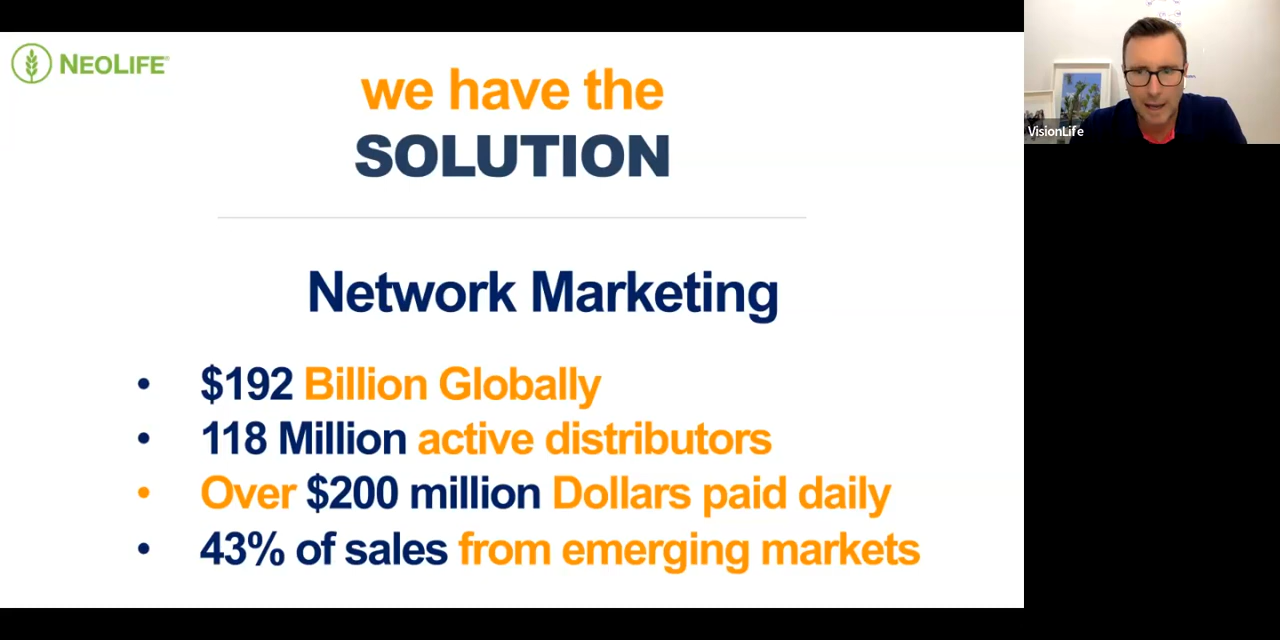 NEOLIFE
we have the
SOLUTION
Network Marketing
• $192 Billion Globally
• 118 Million active distributors
• Over $200 million Dollars paid daily
• 43% of sales from emerging markets
VisionLife